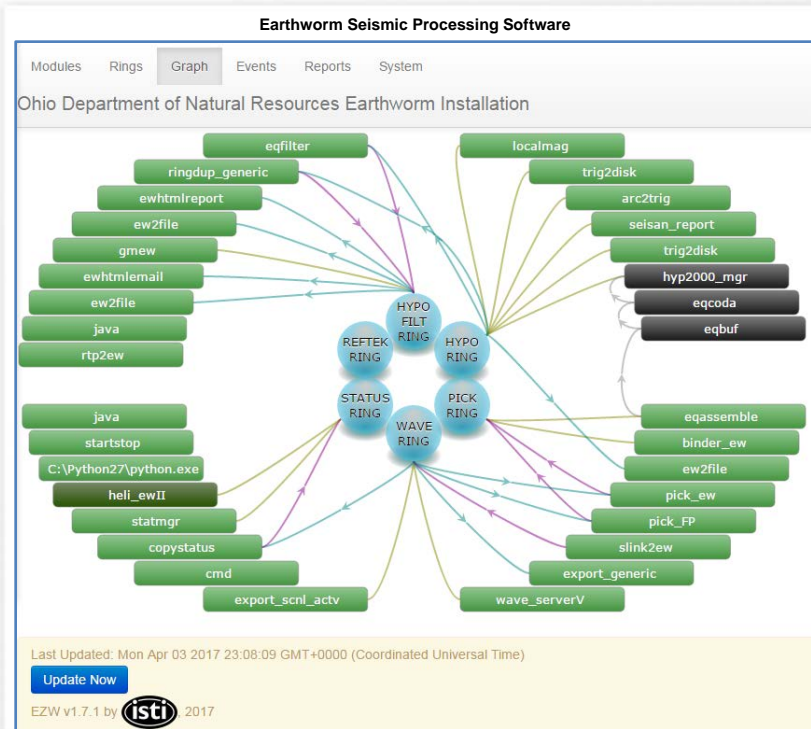 Earthworm Seismic Processing Software
Modules Rings Graph Events Reports System
Ohio Department of Natural Resources Earthworm Installation
eqfilter
ringdup_generic
ewhtmlreport
ew2file
gmew
ewhtmlemail
ew2file
java
rtp2ew
localmag
trig2disk
arc2trig
seisan_report
trig2disk
hyp2000_mgr
eqcoda
eqbuf
HYPO
FILT
RING
REFTEK
RING
HYPO
RING
STATUS
RING
PICK
RING
WAVE
RING
java
startstop
C:\Python27\python.exe
heli_ewII
statmgr
copystatus
cmd
export_scnl_actv
eqassemble
binder_ew
ew2file
pick_ew
pick_FP
slink2ew
export_generic
wave_serverV
Last Updated: Mon Apr 03 2017 23:08:09 GMT+0000 (Coordinated Universal Time)
Update Now
EZW v1.7.1 by isti, 2017